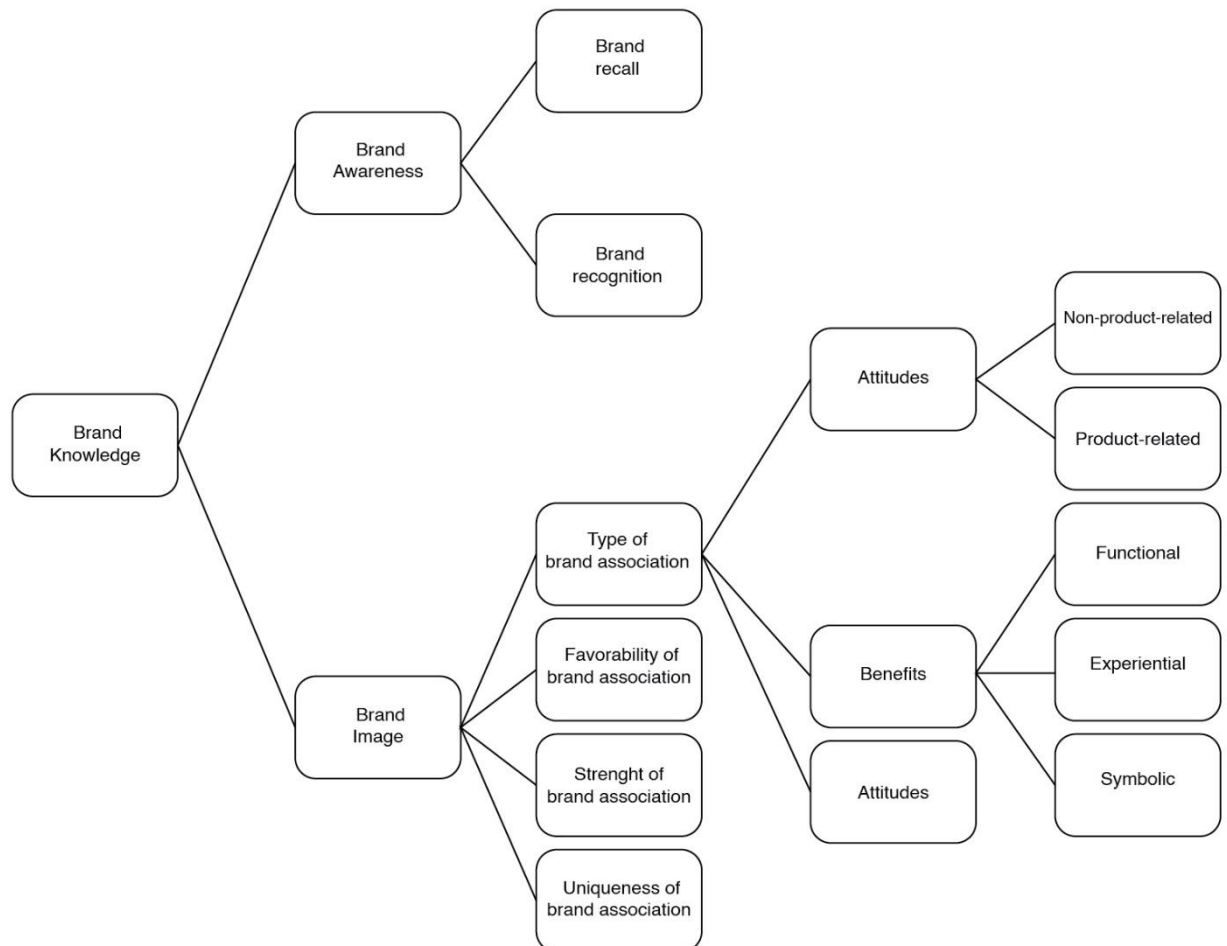 Brand
recall
Brand
Awareness
Brand
recognition
Non-product-related
Attitudes
Product-related
Brand
Knowledge
Type of
brand association
Functional
Favorability of
brand association
Benefits
Experiential
Brand
Image
Strenght of
brand association
Attitudes
Symbolic
Uniqueness of
brand association